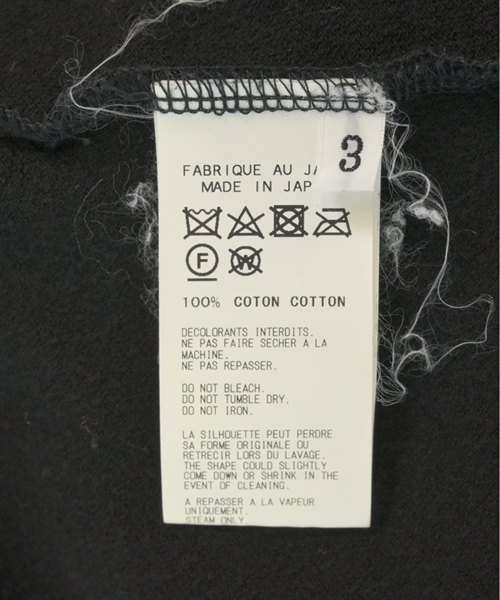 3
FABRIQUE AU JA
MADE IN JAP
F W
100% COTON COTTON
DECOLORANTS INTERDITS.
NE PAS FAIRE SECHER A LA
MACHINE.
NE PAS REPASSER.
DO NOT BLEACH.
DO NOT TUMBLE DRY.
DO NOT IRON.
LA SILHOUETTE PEUT PERDRE
SA FORME ORIGINALE OU
RETRECIR LORS DU LAVAGE.
THE SHAPE COULD SLIGHTLY
COME DOWN OR SHRINK IN THE
EVENT OF CLEANING.
A REPASSER A LA VAPEUR
UNIQUEMENT.
STEAM ONLY.